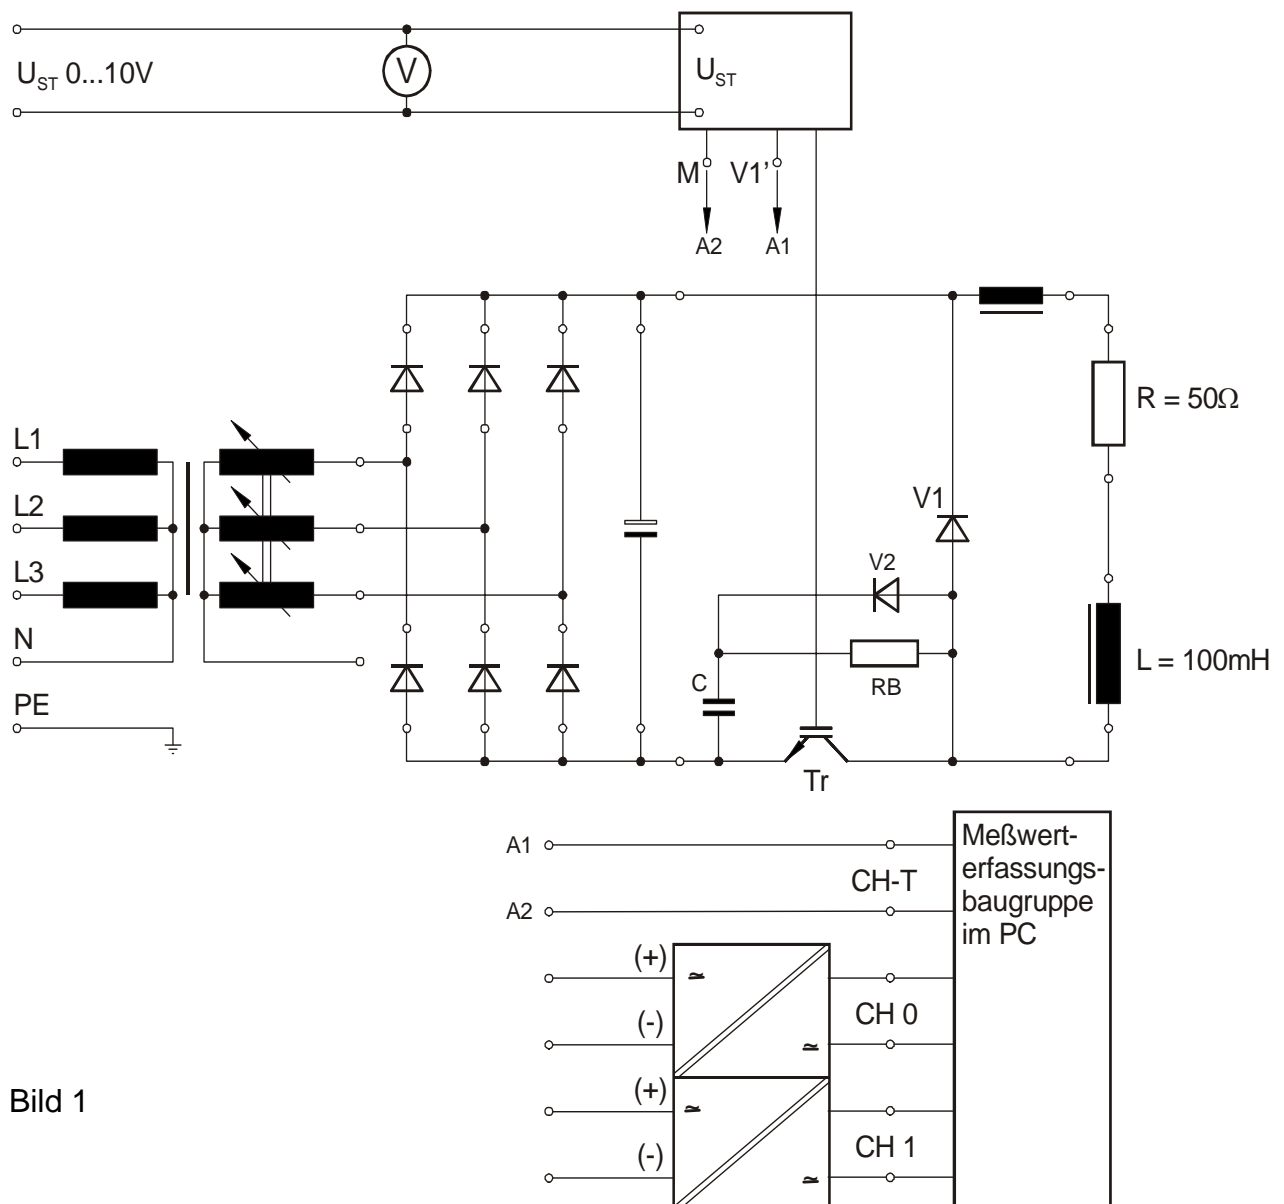 U_ST 0...10V
V
U_ST
M
V1’
A2
A1
R = 50Ω
L1
L2
L3
N
PE
V1
V2
RB
C
L = 100mH
Tr
A1
A2
CH-T
Meßwert-
erfassungs-
baugruppe
im PC
(+)
(-)
CH 0
(+)
(-)
CH 1
Bild 1